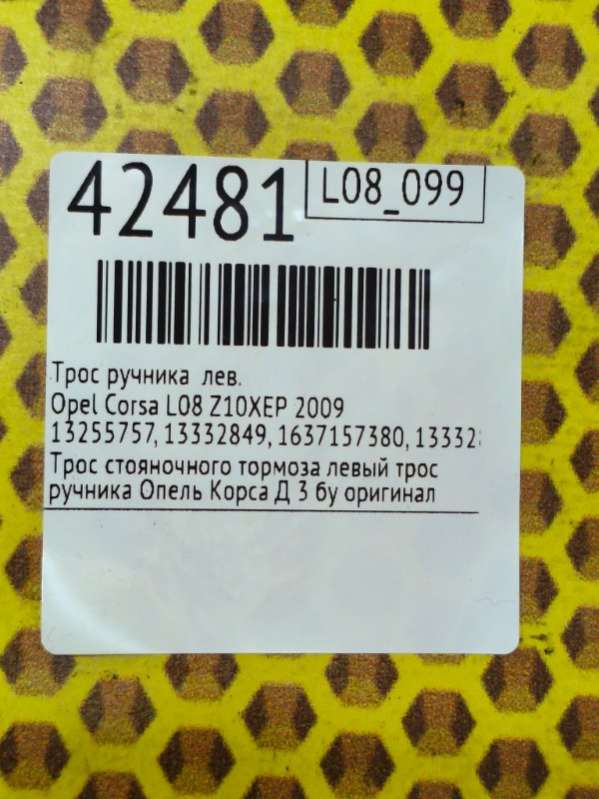 42481
L08_099
Трос ручника лев.
Opel Corsa L08 Z10XEP 2009
13255757, 13332849, 1637157380, 13332
Трос стояночного тормоза левый трос
ручника Опель Корса Д 3 бу оригинал